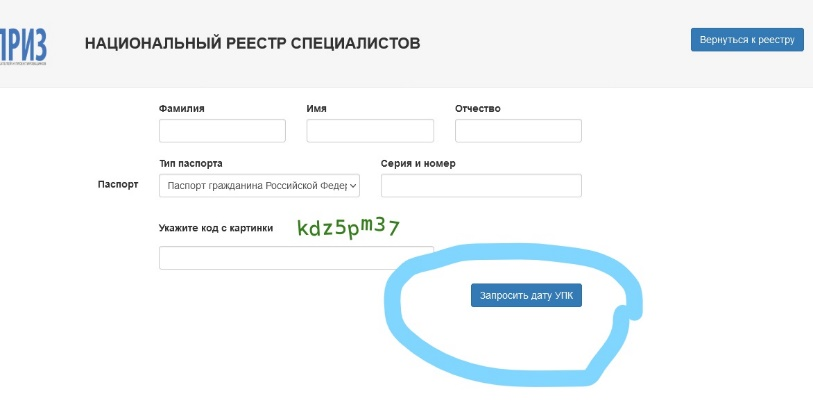 ПРИЗ
НАЦИОНАЛЬНЫЙ РЕЕСТР СПЕЦИАЛИСТОВ
Вернуться к реестру
Фамилия
Имя
Отчество
Тип паспорта
Серия и номер
Паспорт
Паспорт гражданина Российской Федер
Укажите код с картинки
kdz5pm37
Запросить дату УПК